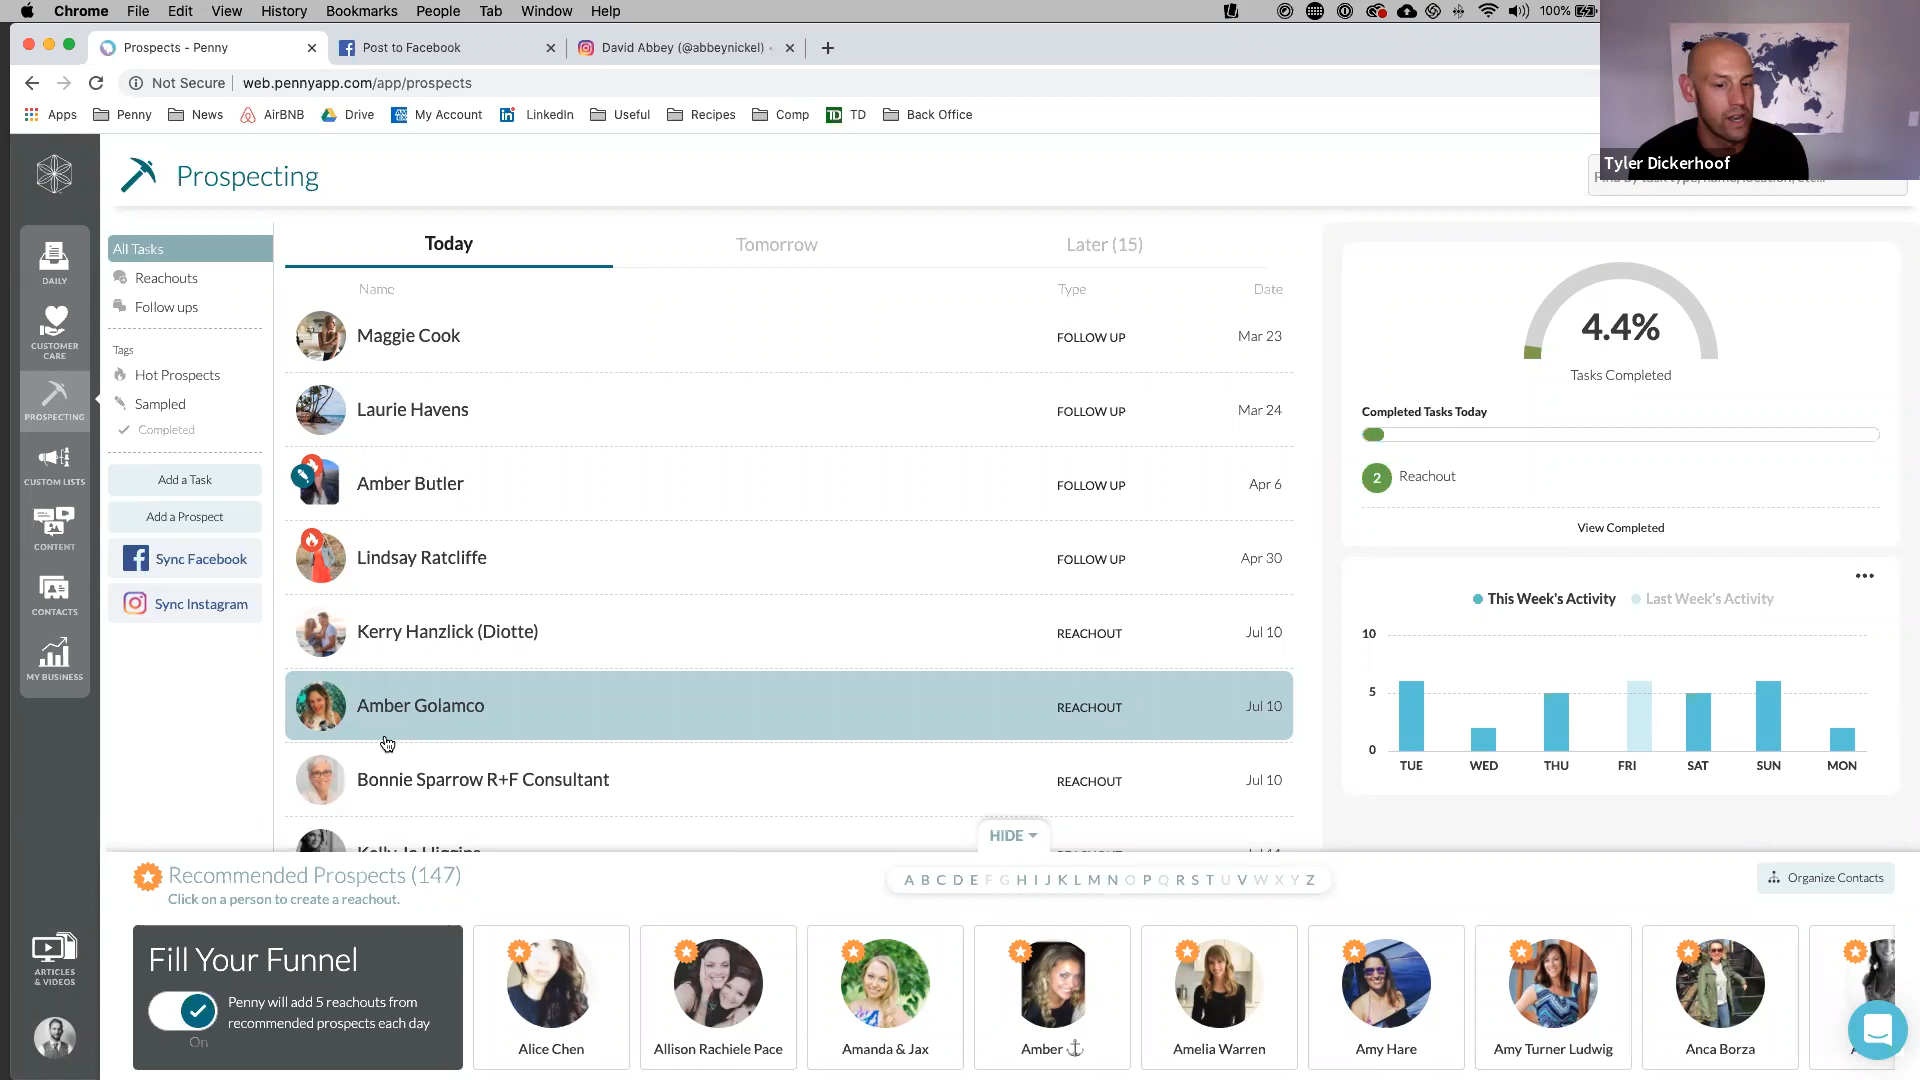 Chrome File Edit View History Bookmarks People Tab Window Help
100%
Prospects - Penny
Post to Facebook
David Abbey (@abbeynickel)
Not Secure web.pennyapp.com/app/prospects
Apps Penny News AirBNB Drive My Account LinkedIn Useful Recipes Comp TD Back Office
Tyler Dickerhoof
Prospecting
DAILY
CUSTOMER
CARE
PROSPECTING
CUSTOM LISTS
CONTENT
CONTACTS
MY BUSINESS
ARTICLES
& VIDEOS
All Tasks
Reachouts
Follow ups
Tags
Hot Prospects
Sampled
Completed
Add a Task
Add a Prospect
Sync Facebook
Sync Instagram
Today Tomorrow Later (15)
Name Type Date
Maggie Cook FOLLOW UP Mar 23
Laurie Havens FOLLOW UP Mar 24
Amber Butler FOLLOW UP Apr 6
Lindsay Ratcliffe FOLLOW UP Apr 30
Kerry Hanzlick (Diotte) REACHOUT Jul 10
Amber Golamco REACHOUT Jul 10
Bonnie Sparrow R+F Consultant REACHOUT Jul 10
4.4%
Tasks Completed
Completed Tasks Today
2 Reachout
View Completed
This Week's Activity Last Week's Activity
10
5
0
TUE WED THU FRI SAT SUN MON
HIDE
Recommended Prospects (147)
Click on a person to create a reachout.
A B C D E F G H I J K L M N O P Q R S T U V W X Y Z
Organize Contacts
Fill Your Funnel
Penny will add 5 reachouts from
recommended prospects each day
On
Alice Chen
Allison Rachiele Pace
Amanda & Jax
Amber ⚓
Amelia Warren
Amy Hare
Amy Turner Ludwig
Anca Borza